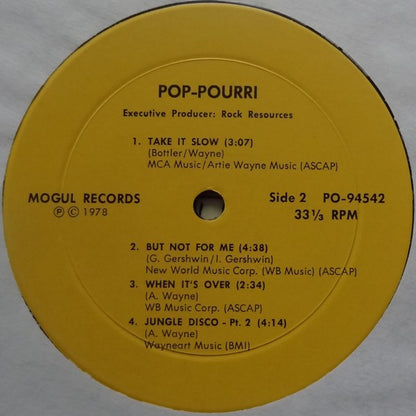 POP-POURRI
Executive Producer: Rock Resources
1. TAKE IT SLOW (3:07)
(Bottler/Wayne)
MCA Music/Artie Wayne Music (ASCAP)
MOGUL RECORDS
Ⓟ © 1978
Side 2 PO-94542
33⅓ RPM
2. BUT NOT FOR ME (4:38)
(G. Gershwin/I. Gershwin)
New World Music Corp. (WB Music) (ASCAP)
3. WHEN IT'S OVER (2:34)
(A. Wayne)
WB Music Corp. (ASCAP)
4. JUNGLE DISCO - Pt. 2 (4:14)
(A. Wayne)
Wayneart Music (BMI)